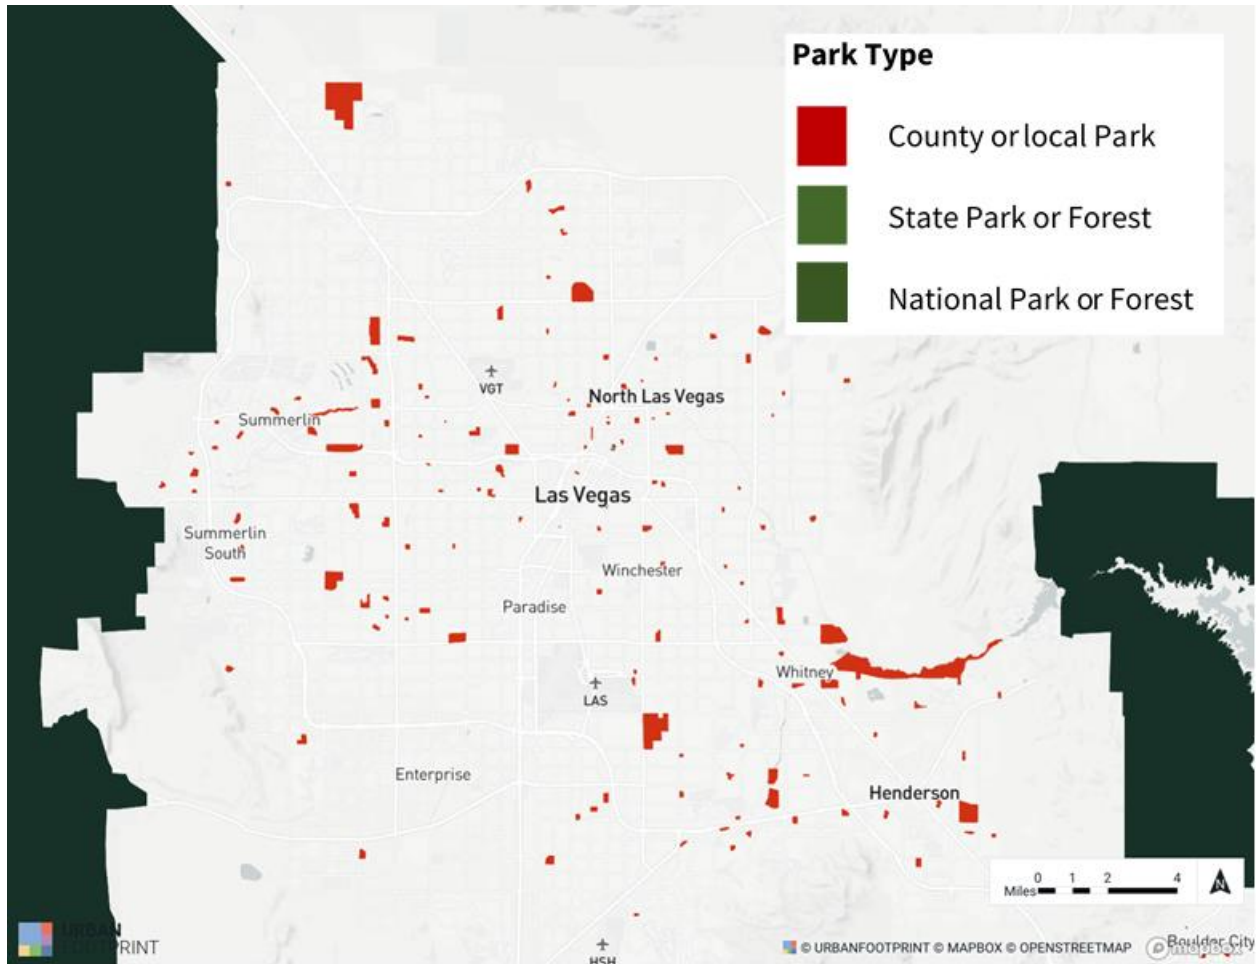 Park Type
County or local Park
State Park or Forest
National Park or Forest
VGT
North Las Vegas
Summerlin
Las Vegas
Summerlin
South
Winchester
Paradise
Whitney
LAS
Enterprise
Henderson
0 1 2 4
Miles
N
URBAN
FOOTPRINT
HSH
© URBANFOOTPRINT © MAPBOX © OPENSTREETMAP
Boulder City
mapbox